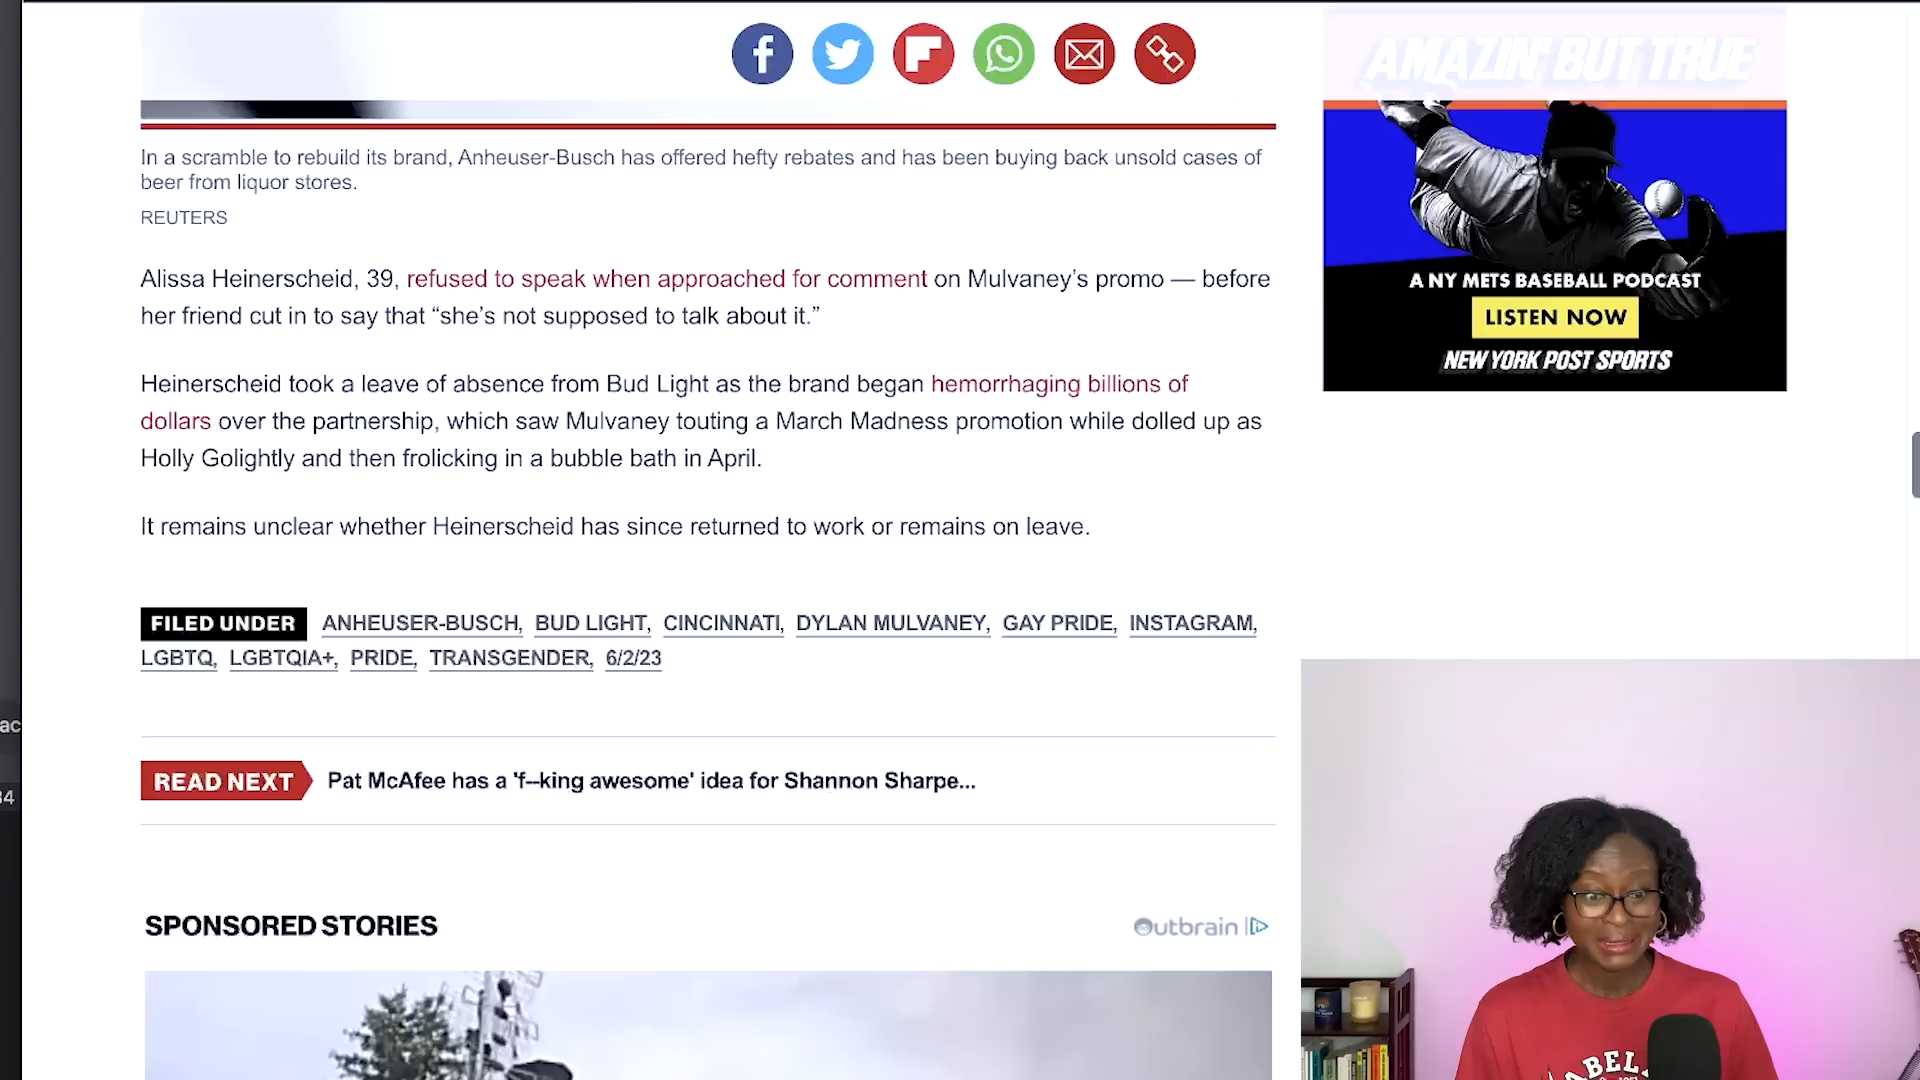 AMAZIN' BUT TRUE
In a scramble to rebuild its brand, Anheuser-Busch has offered hefty rebates and has been buying back unsold cases of
beer from liquor stores.
REUTERS
Alissa Heinerscheid, 39, refused to speak when approached for comment on Mulvaney’s promo — before
her friend cut in to say that “she’s not supposed to talk about it.”
A NY METS BASEBALL PODCAST
LISTEN NOW
NEW YORK POST SPORTS
Heinerscheid took a leave of absence from Bud Light as the brand began hemorrhaging billions of
dollars over the partnership, which saw Mulvaney touting a March Madness promotion while dolled up as
Holly Golightly and then frolicking in a bubble bath in April.
It remains unclear whether Heinerscheid has since returned to work or remains on leave.
FILED UNDER ANHEUSER-BUSCH, BUD LIGHT, CINCINNATI, DYLAN MULVANEY, GAY PRIDE, INSTAGRAM,
LGBTQ, LGBTQIA+, PRIDE, TRANSGENDER, 6/2/23
ac
READ NEXT Pat McAfee has a 'f--king awesome' idea for Shannon Sharpe...
34
SPONSORED STORIES
Outbrain
ABEL